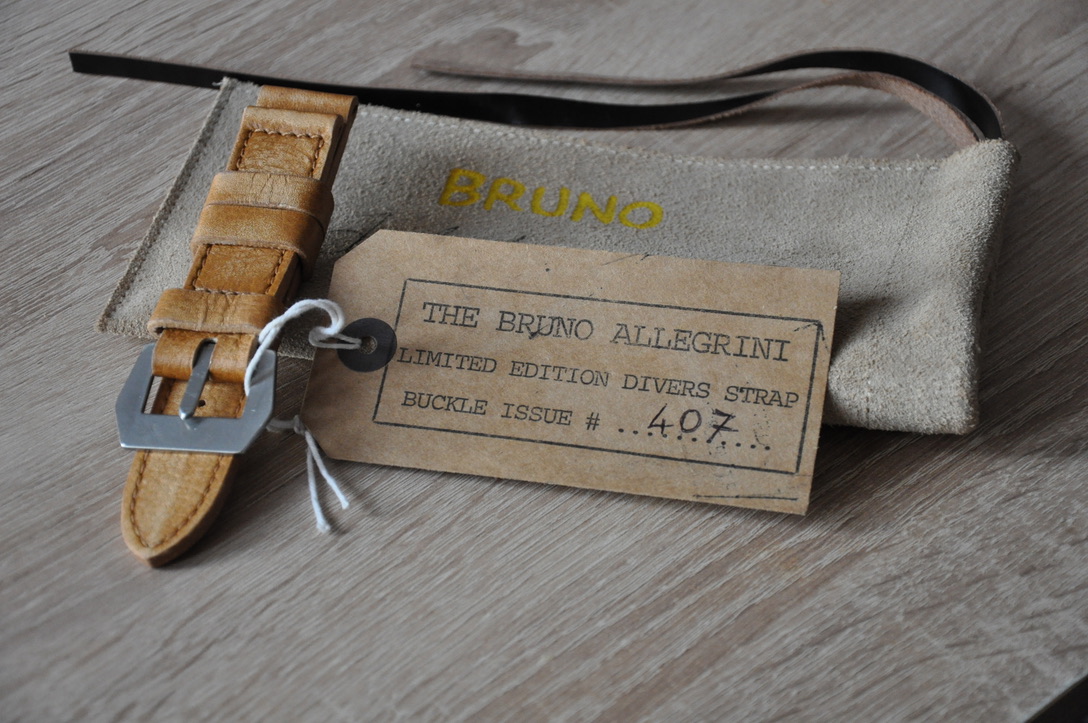 BRUNO
THE BRUNO ALLEGRINI
LIMITED EDITION DIVERS STRAP
BUCKLE ISSUE # ..407....